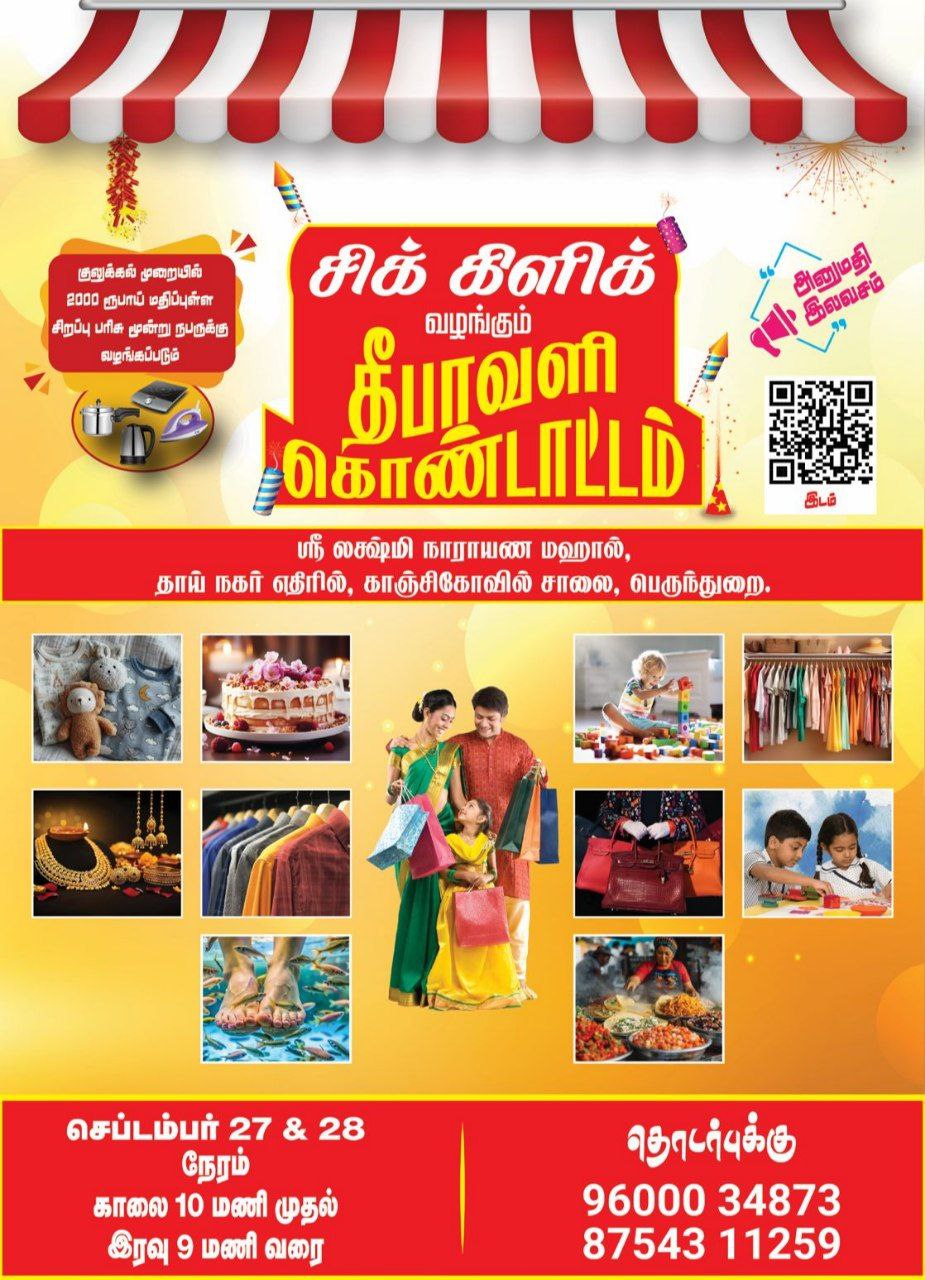 குலுக்கல் முறையில்
2000 ரூபாய் மதிப்புள்ள
சிறப்பு பரிசு மூன்று நபருக்கு
வழங்கப்படும்
சிக் கிளிக்
வழங்கும்
தீபாவளி
கொண்டாட்டம்
அனுமதி
இலவசம்
இடம்
ஸ்ரீ லக்ஷ்மி நாராயண மஹால்,
தாய் நகர் எதிரில், காஞ்சிகோவில் சாலை, பெருந்துறை.
செப்டம்பர் 27 & 28
நேரம்
காலை 10 மணி முதல்
இரவு 9 மணி வரை
தொடர்புக்கு
96000 34873
87543 11259